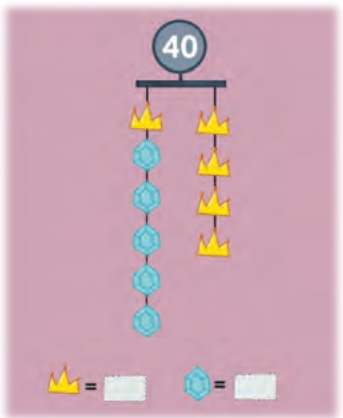 40
= =